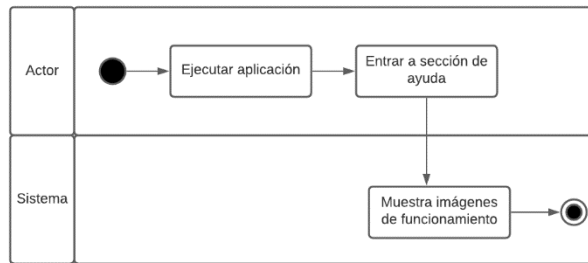 Actor
Ejecutar aplicación
Entrar a sección de
ayuda
Sistema
Muestra imágenes
de funcionamiento